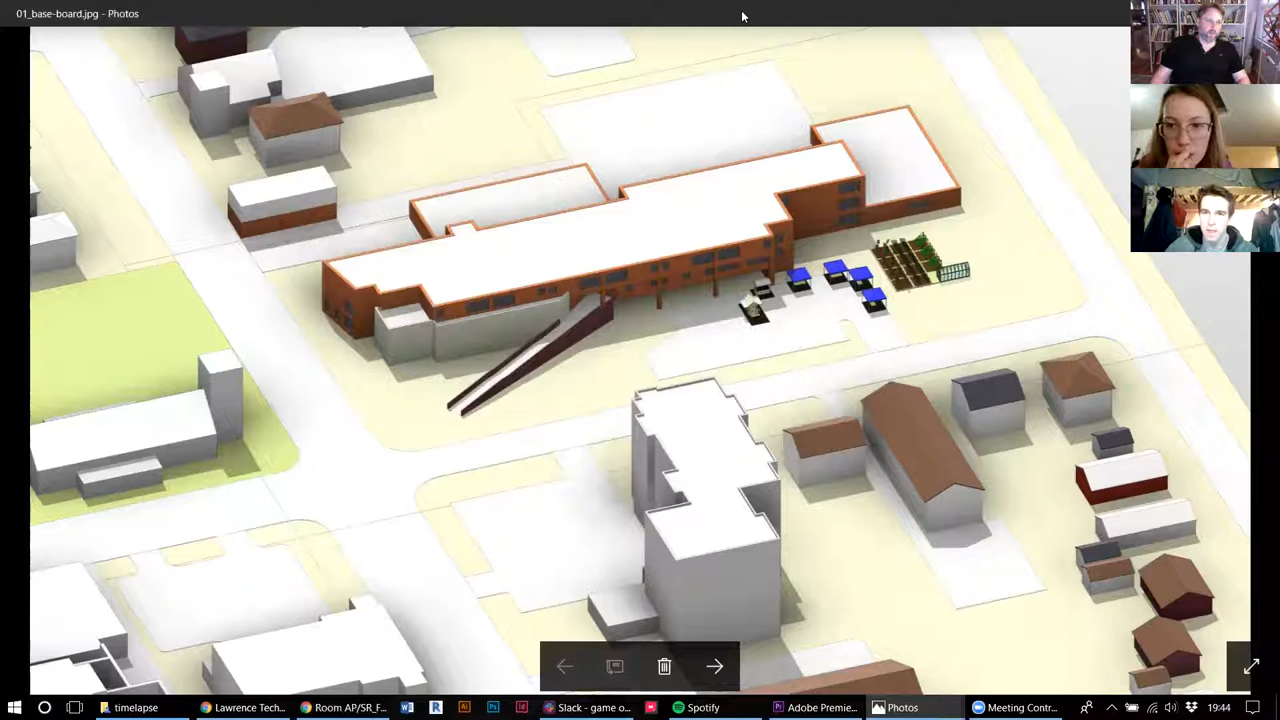 01_base-board.jpg - Photos
timelapse
Lawrence Tech...
Room AP/SR_F...
Slack - game o...
Spotify
Adobe Premie...
Photos
Meeting Contr...
19:44